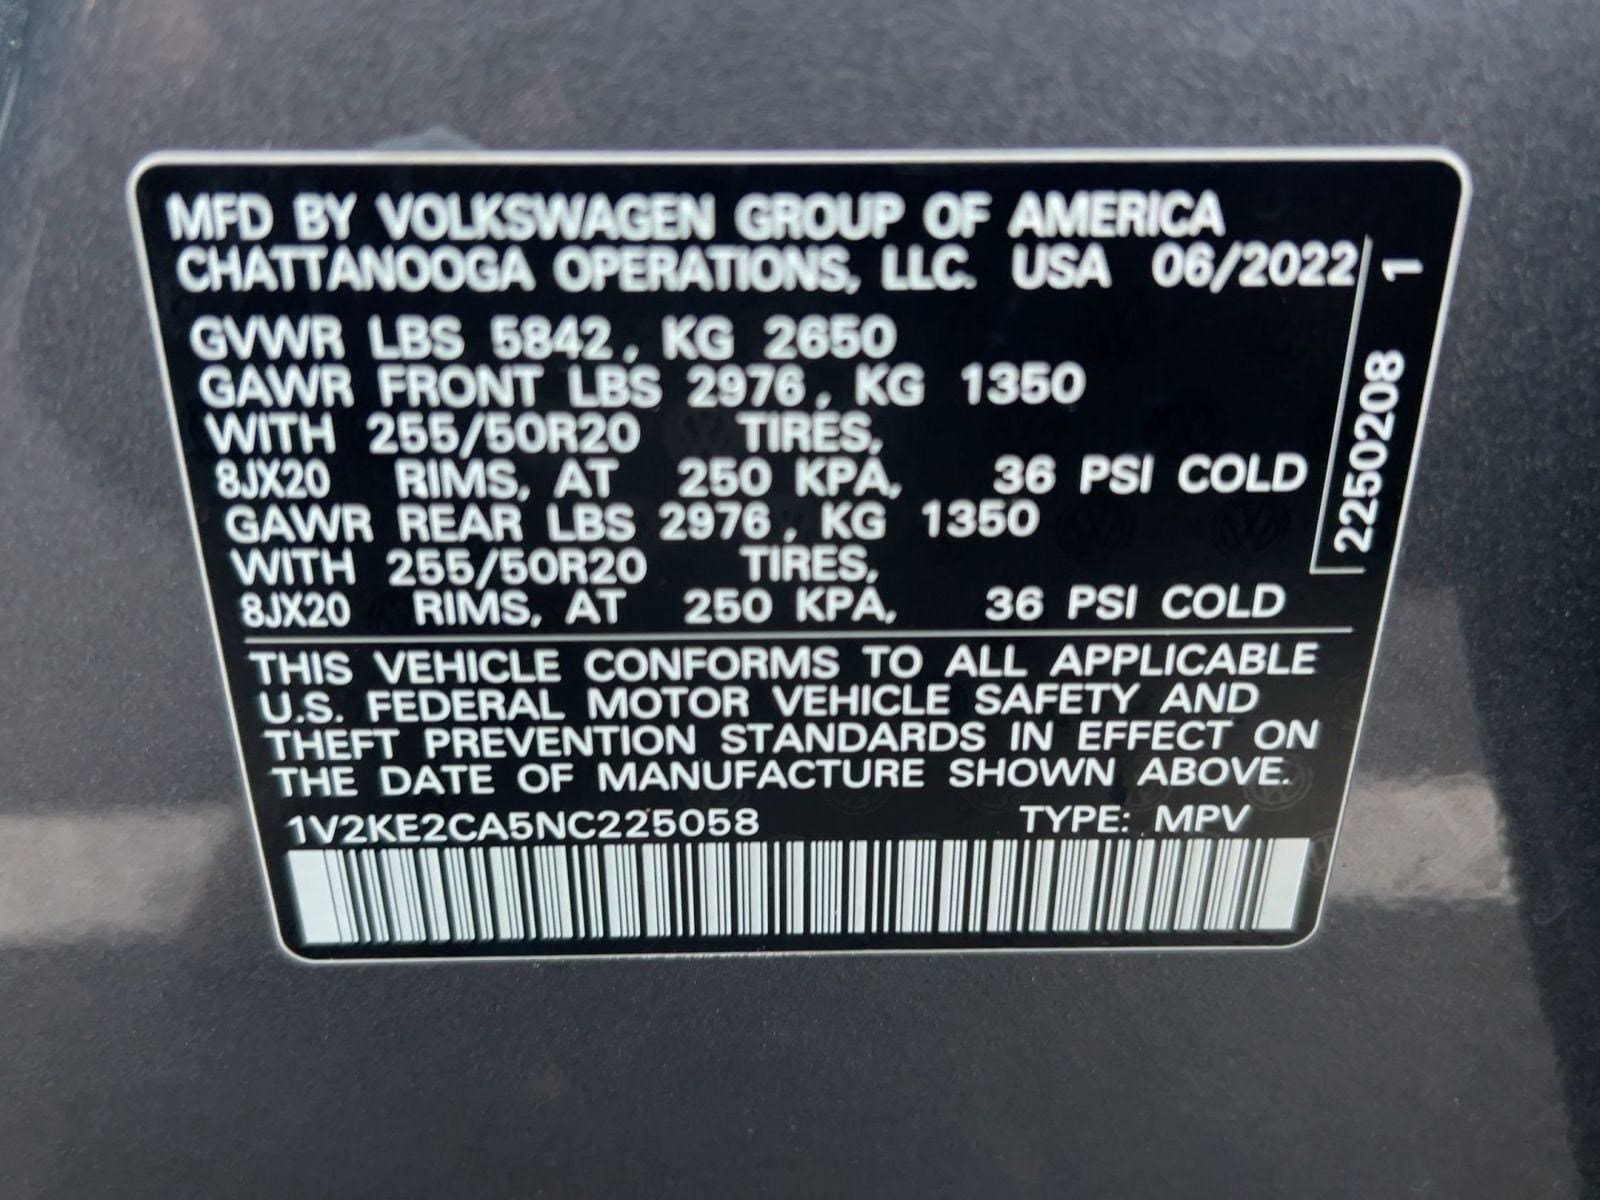 MFD BY VOLKSWAGEN GROUP OF AMERICA
CHATTANOOGA OPERATIONS, LLC. USA 06/2022
GVWR LBS 5842, KG 2650
GAWR FRONT LBS 2976, KG 1350
WITH 255/50R20 TIRES,
8JX20 RIMS, AT 250 KPA, 36 PSI COLD
GAWR REAR LBS 2976, KG 1350
WITH 255/50R20 TIRES,
8JX20 RIMS, AT 250 KPA, 36 PSI COLD
2250208 1
THIS VEHICLE CONFORMS TO ALL APPLICABLE
U.S. FEDERAL MOTOR VEHICLE SAFETY AND
THEFT PREVENTION STANDARDS IN EFFECT ON
THE DATE OF MANUFACTURE SHOWN ABOVE.
1V2KE2CA5NC225058 TYPE: MPV